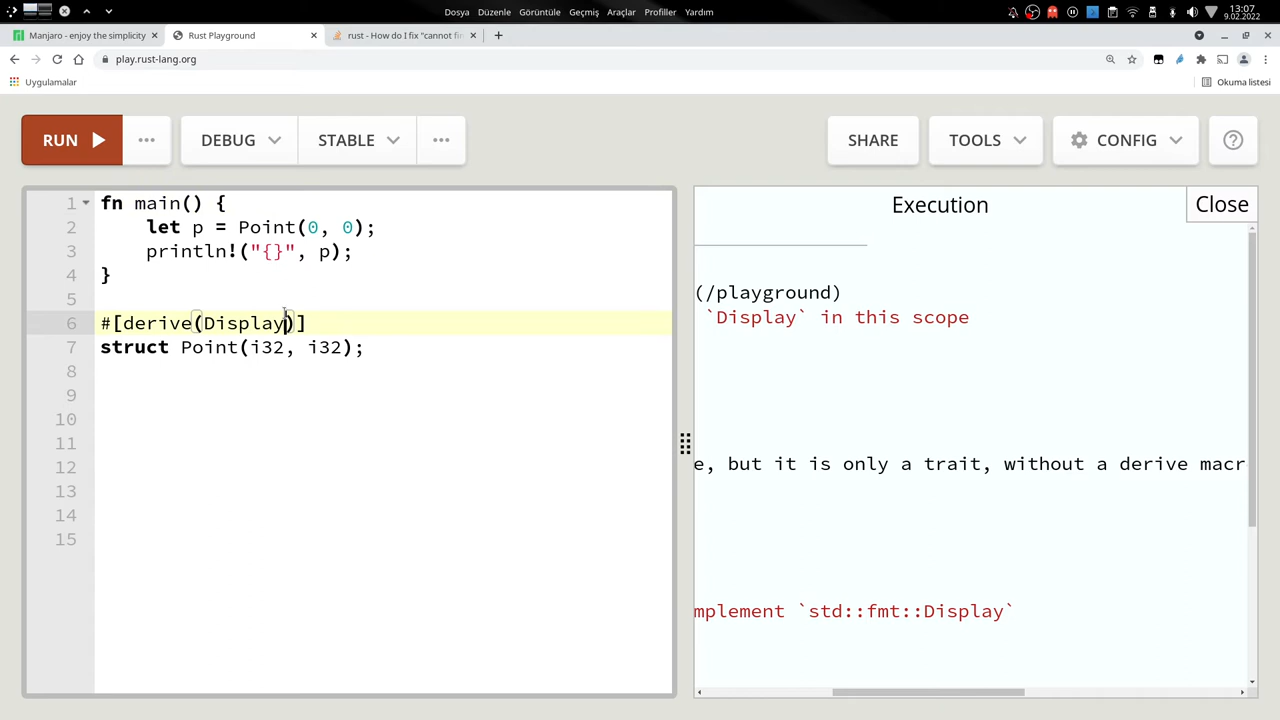 Dosya Düzenle Görüntüle Geçmiş Araçlar Profiller Yardım
13:07
9.02.2022
Manjaro - enjoy the simplicity
Rust Playground
rust - How do I fix "cannot fin
play.rust-lang.org
Uygulamalar
Okuma listesi
RUN ··· DEBUG STABLE ··· SHARE TOOLS CONFIG ?
1 fn main() {
2 let p = Point(0, 0);
3 println!("{}", p);
4 }
5
6 #[derive(Display)]
7 struct Point(i32, i32);
8
9
10
11
12
13
14
15
Execution
Close
(/playground)
`Display` in this scope
e, but it is only a trait, without a derive macr
mplement `std::fmt::Display`